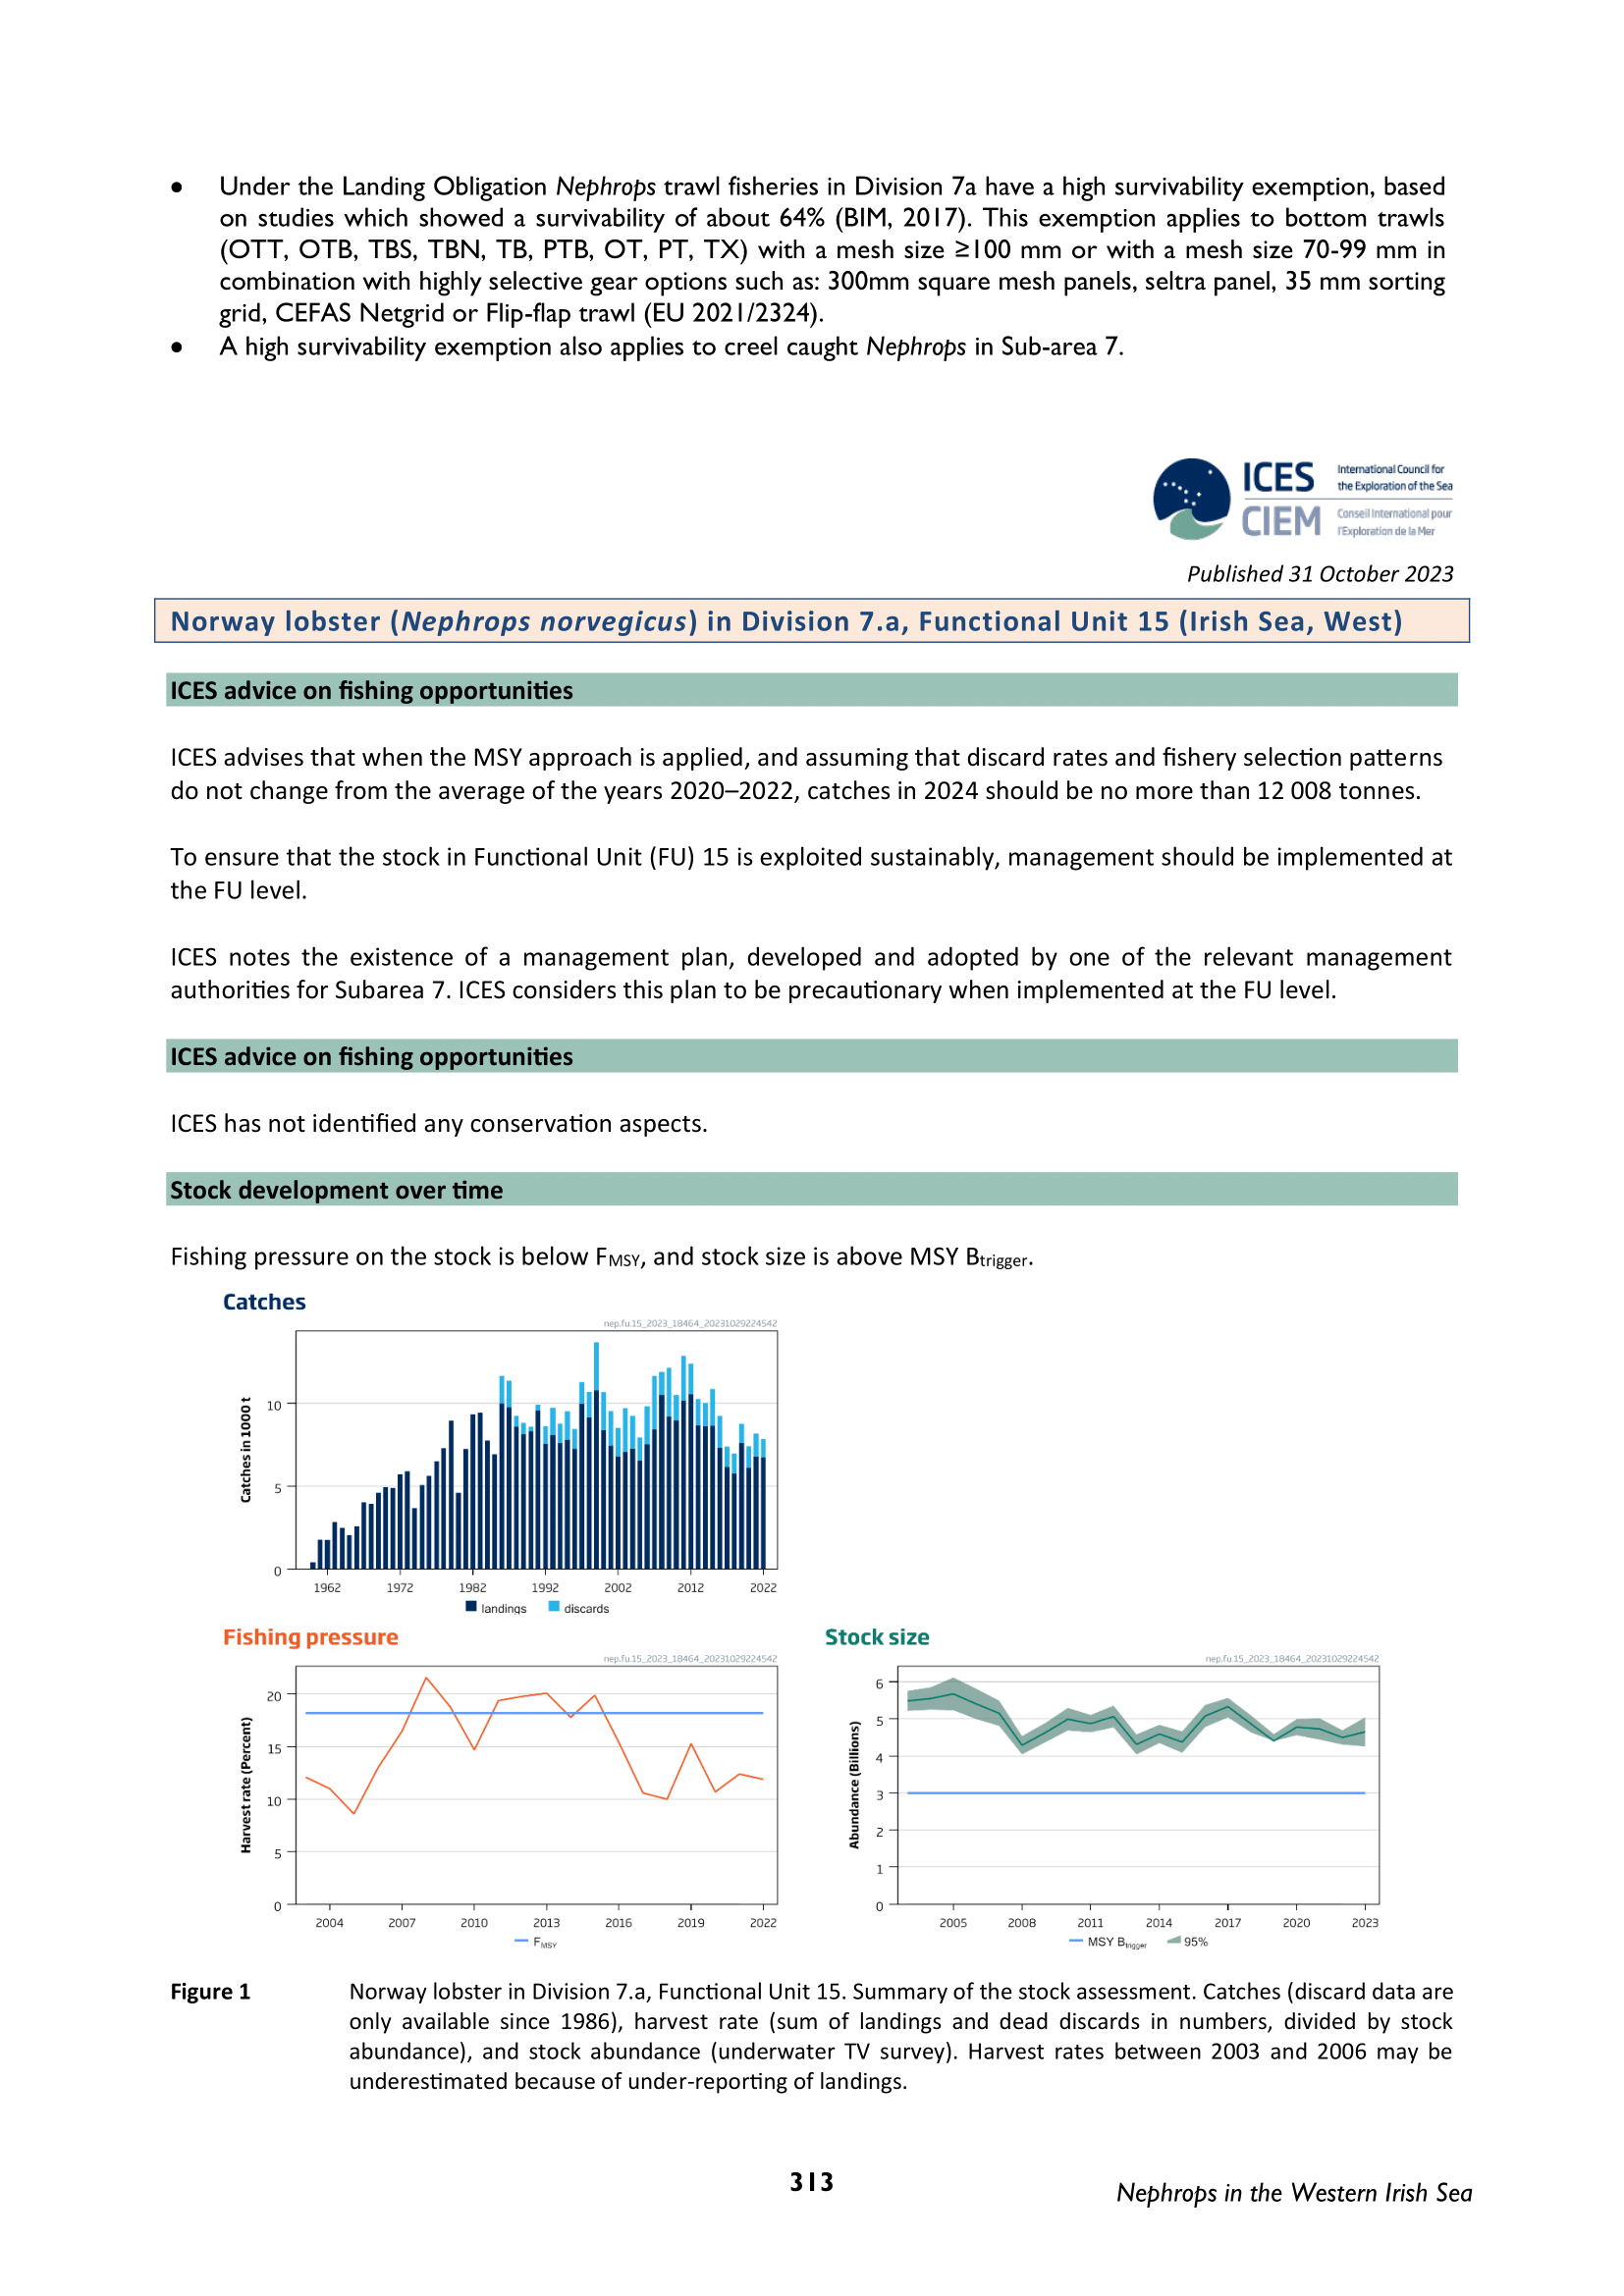 • Under the Landing Obligation Nephrops trawl fisheries in Division 7a have a high survivability exemption, based
on studies which showed a survivability of about 64% (BIM, 2017). This exemption applies to bottom trawls
(OTT, OTB, TBS, TBN, TB, PTB, OT, PT, TX) with a mesh size ≥100 mm or with a mesh size 70-99 mm in
combination with highly selective gear options such as: 300mm square mesh panels, seltra panel, 35 mm sorting
grid, CEFAS Netgrid or Flip-flap trawl (EU 2021/2324).
• A high survivability exemption also applies to creel caught Nephrops in Sub-area 7.
ICES International Council for
the Exploration of the Sea
CIEM Conseil International pour
l'Exploration de la Mer
Published 31 October 2023
Norway lobster (Nephrops norvegicus) in Division 7.a, Functional Unit 15 (Irish Sea, West)
ICES advice on fishing opportunities
ICES advises that when the MSY approach is applied, and assuming that discard rates and fishery selection patterns
do not change from the average of the years 2020–2022, catches in 2024 should be no more than 12 008 tonnes.
To ensure that the stock in Functional Unit (FU) 15 is exploited sustainably, management should be implemented at
the FU level.
ICES notes the existence of a management plan, developed and adopted by one of the relevant management
authorities for Subarea 7. ICES considers this plan to be precautionary when implemented at the FU level.
ICES advice on fishing opportunities
ICES has not identified any conservation aspects.
Stock development over time
Fishing pressure on the stock is below FMSY, and stock size is above MSY Btrigger.
Catches
nep.fu.15_2023_18464_20231029224542
Catches in 1000 t
10
5
0
1962 1972 1982 1992 2002 2012 2022
landings discards
Fishing pressure
nep.fu.15_2023_18464_20231029224542
Harvest rate (Percent)
20
15
10
5
0
2004 2007 2010 2013 2016 2019 2022
FMSY
Stock size
nep.fu.15_2023_18464_20231029224542
Abundance (Billions)
6
5
4
3
2
1
0
2005 2008 2011 2014 2017 2020 2023
MSY Btrigger 95%
Figure 1 Norway lobster in Division 7.a, Functional Unit 15. Summary of the stock assessment. Catches (discard data are
only available since 1986), harvest rate (sum of landings and dead discards in numbers, divided by stock
abundance), and stock abundance (underwater TV survey). Harvest rates between 2003 and 2006 may be
underestimated because of under-reporting of landings.
313
Nephrops in the Western Irish Sea